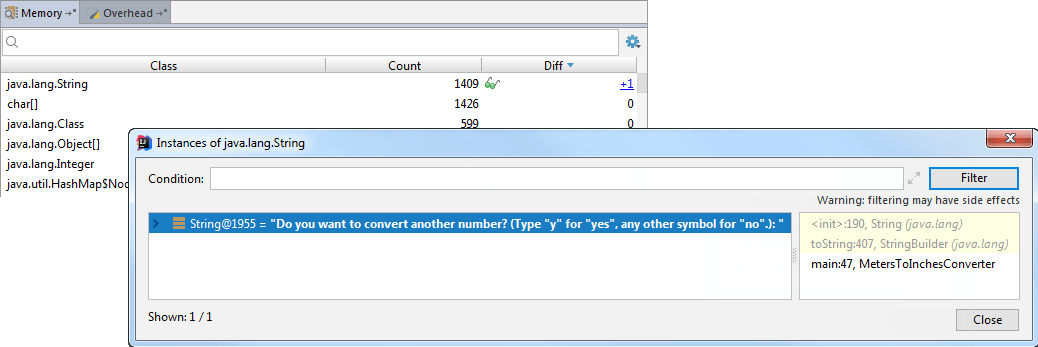 Memory Overhead
Class Count Diff
java.lang.String 1409 +1
char[] 1426 0
java.lang.Class 599 0
java.lang.Object[]
java.lang.Integer
java.util.HashMap$Nod
Instances of java.lang.String
Condition: Filter
Warning: filtering may have side effects
String@1955 = "Do you want to convert another number? (Type "y" for "yes", any other symbol for "no".): "
<init>:190, String (java.lang)
toString:407, StringBuilder (java.lang)
main:47, MetersToInchesConverter
Shown: 1 / 1
Close